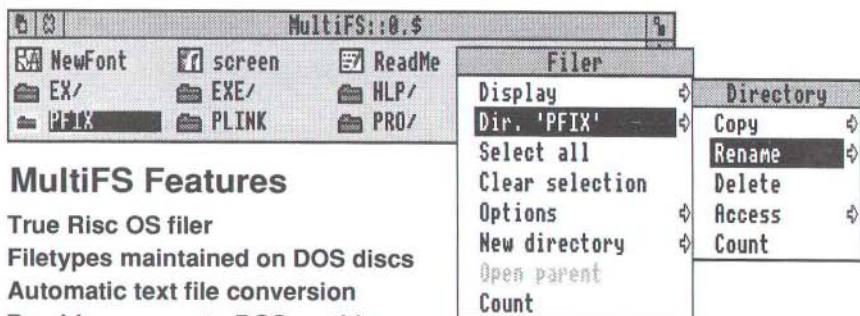 MultiFS::0.$
NewFont screen ReadMe
EX/ EXE/ HLP/
PFIX PLINK PRO/
Filer
Display
Dir. 'PFIX'
Select all
Clear selection
Options
New directory
Open parent
Count
Directory
Copy
Rename
Delete
Access
Count
MultiFS Features
True Risc OS filer
Filetypes maintained on DOS discs
Automatic text file conversion